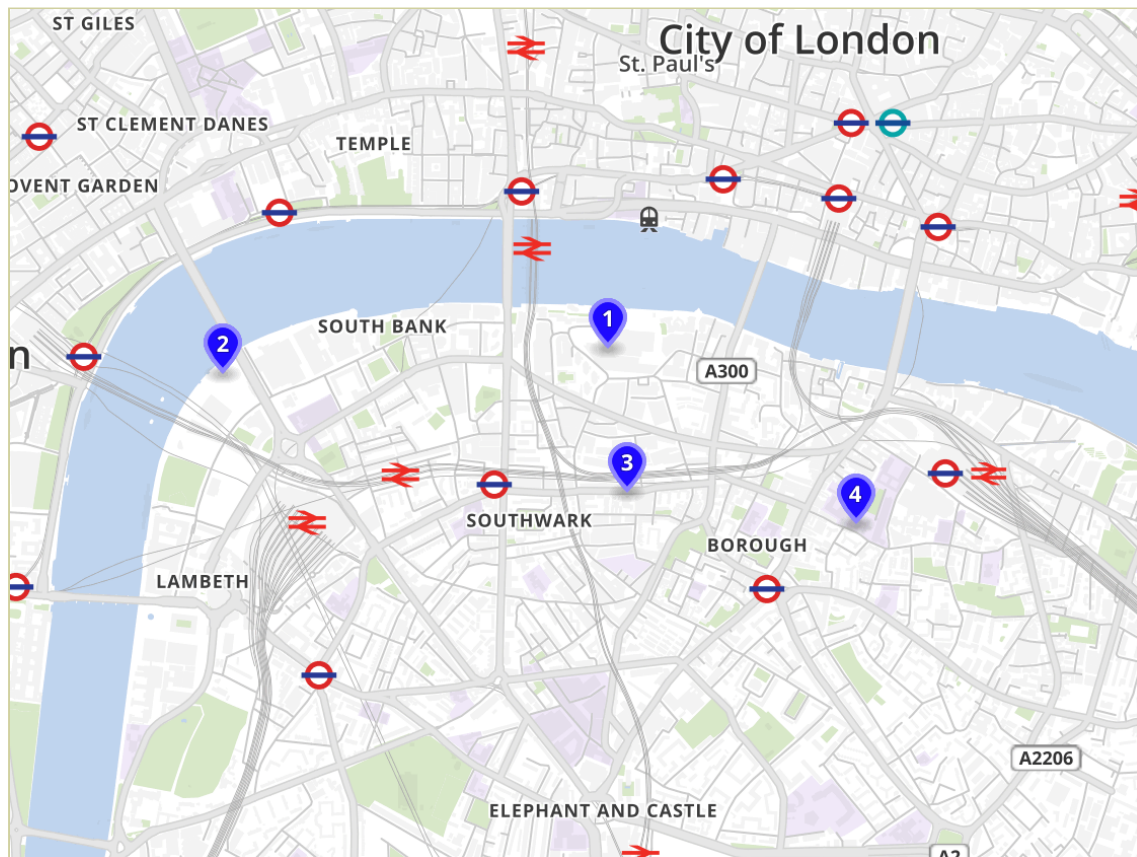 ST GILES
City of London
St. Paul's
ST CLEMENT DANES
TEMPLE
OVENT GARDEN
SOUTH BANK
1
2
n
A300
3
4
SOUTHWARK
BOROUGH
LAMBETH
A2206
ELEPHANT AND CASTLE
A2